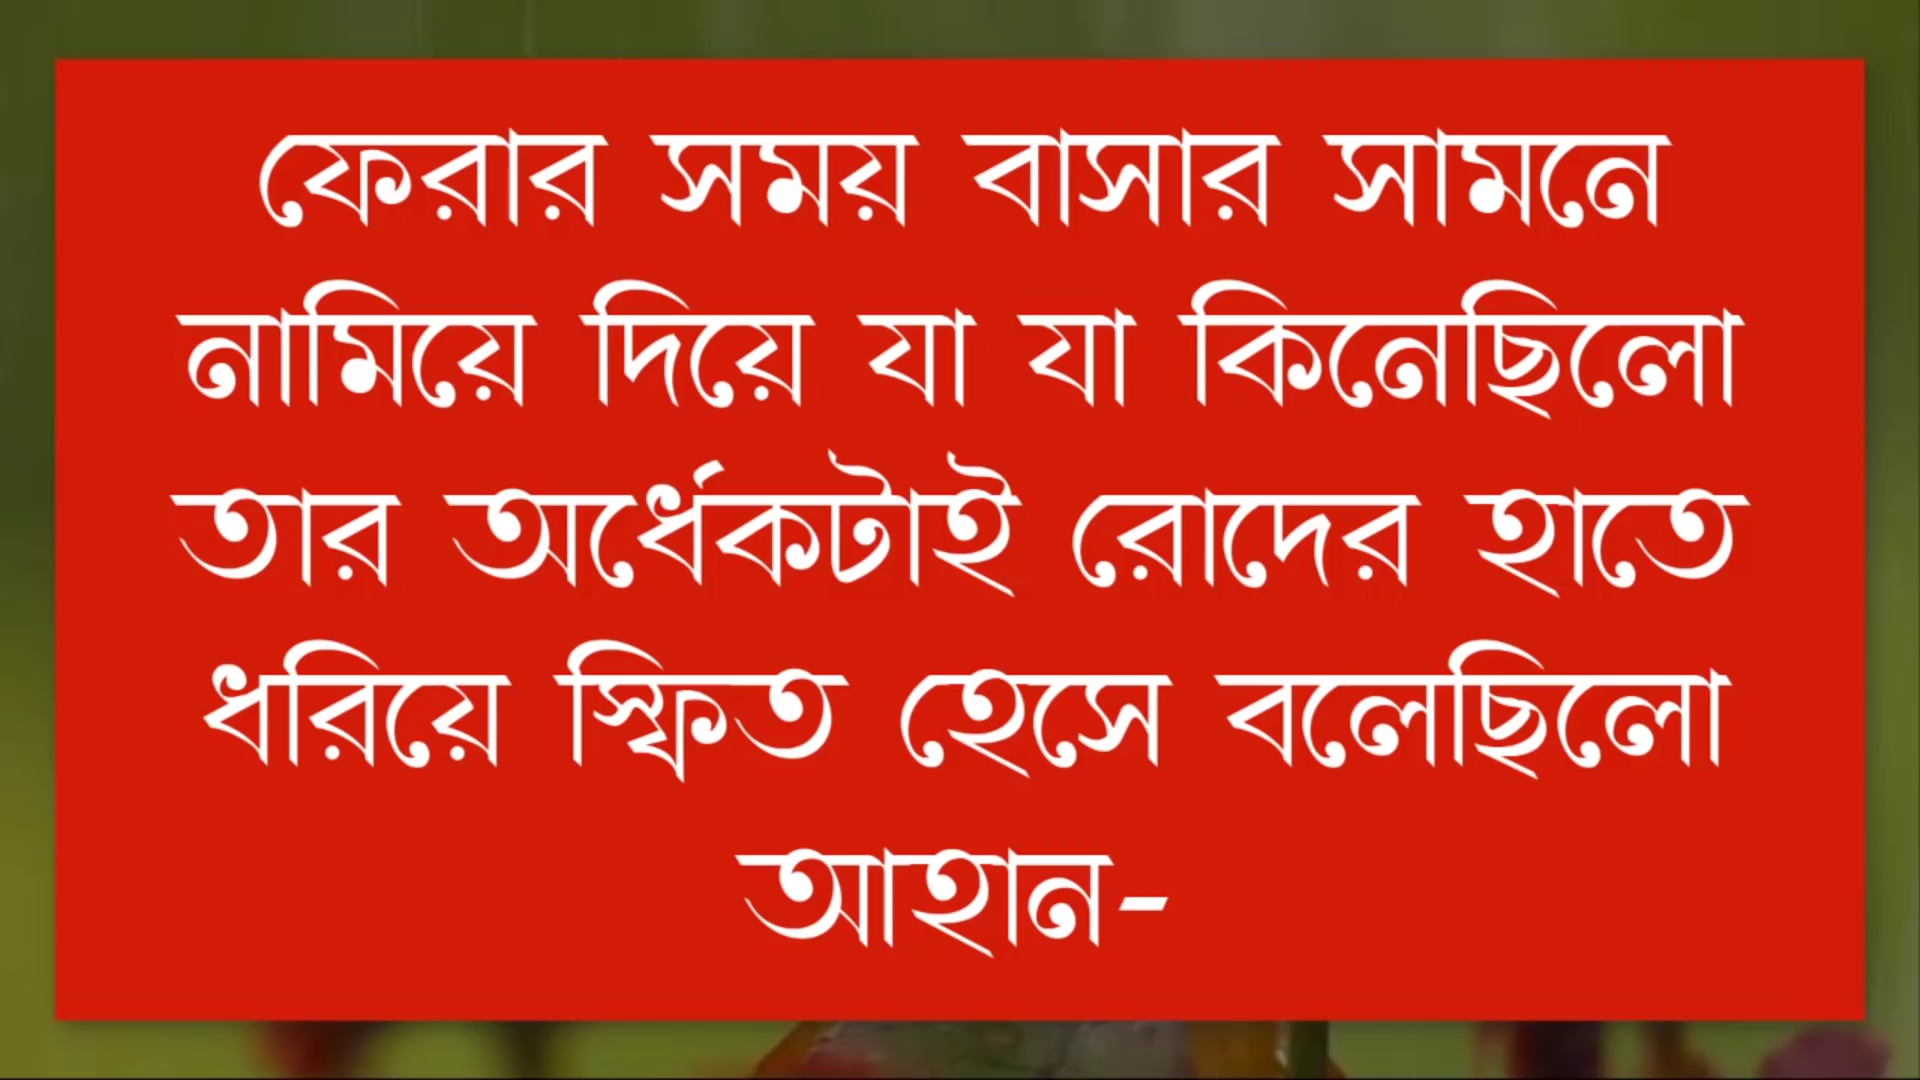 ফেরার সময় বাসার সামনে
নামিয়ে দিয়ে যা যা কিনেছিলো
তার অর্ধেকটাই রোদের হাতে
ধরিয়ে স্ফিত হেসে বলেছিলো
আহান-